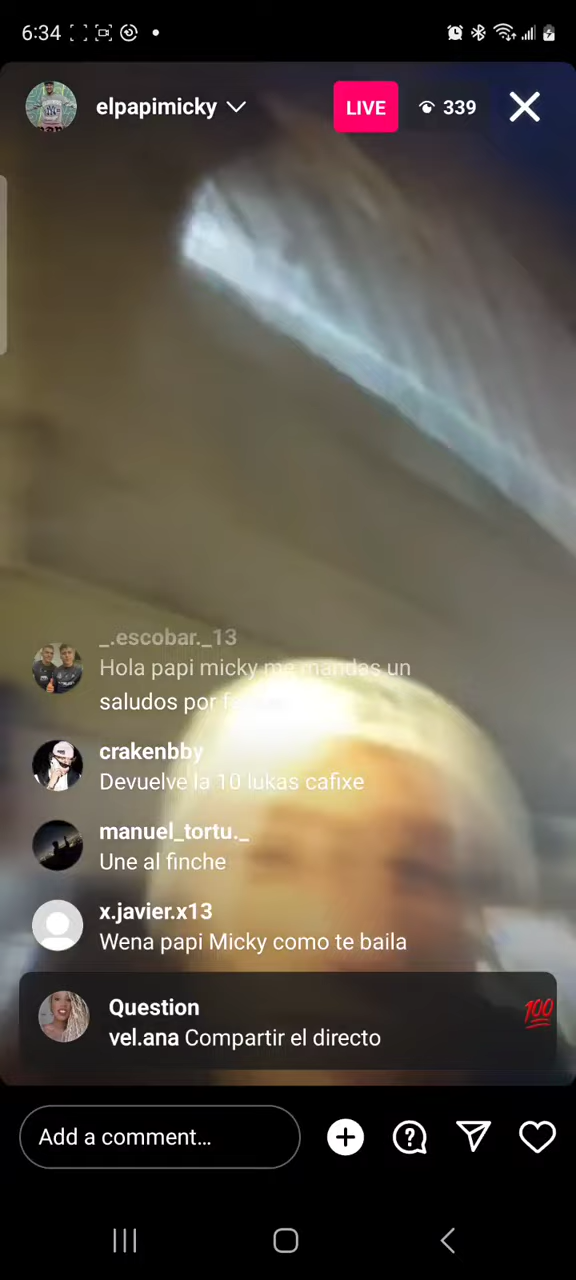 6:34
elpapimicky
LIVE
339
_.escobar._13
Hola papi micky me mandas un
saludos por
crakenbby
Devuelve la 10 lukas cafixe
manuel_tortu._
Une al finche
x.javier.x13
Wena papi Micky como te baila
Question
100
vel.ana Compartir el directo
Add a comment...